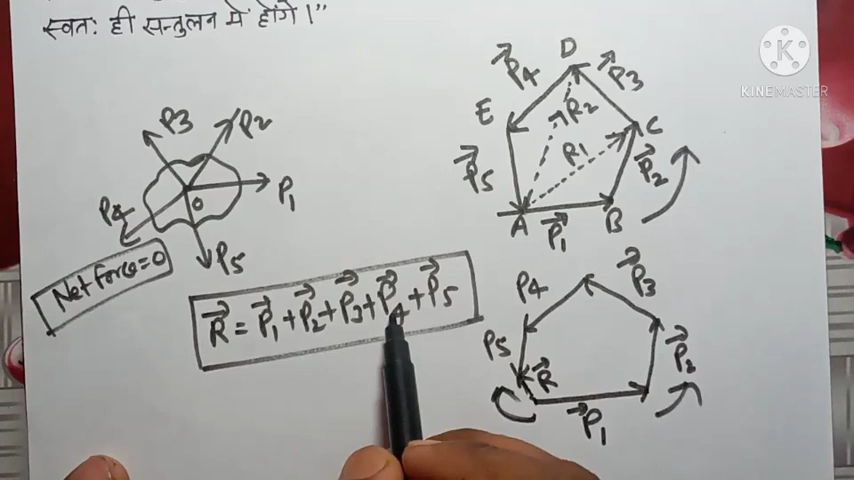 स्वतः ही सन्तुलन में होंगे।"
KINEMASTER
P3
P2
P1
P4
O
P5
Net force=0
R⃗ = P⃗1 + P⃗2 + P⃗3 + P⃗4 + P⃗5
D
P⃗4
P⃗3
E
R2
C
R1
P⃗5
P⃗2
A
B
P⃗1
P⃗3
P4
P5
R⃗
P⃗2
P⃗1